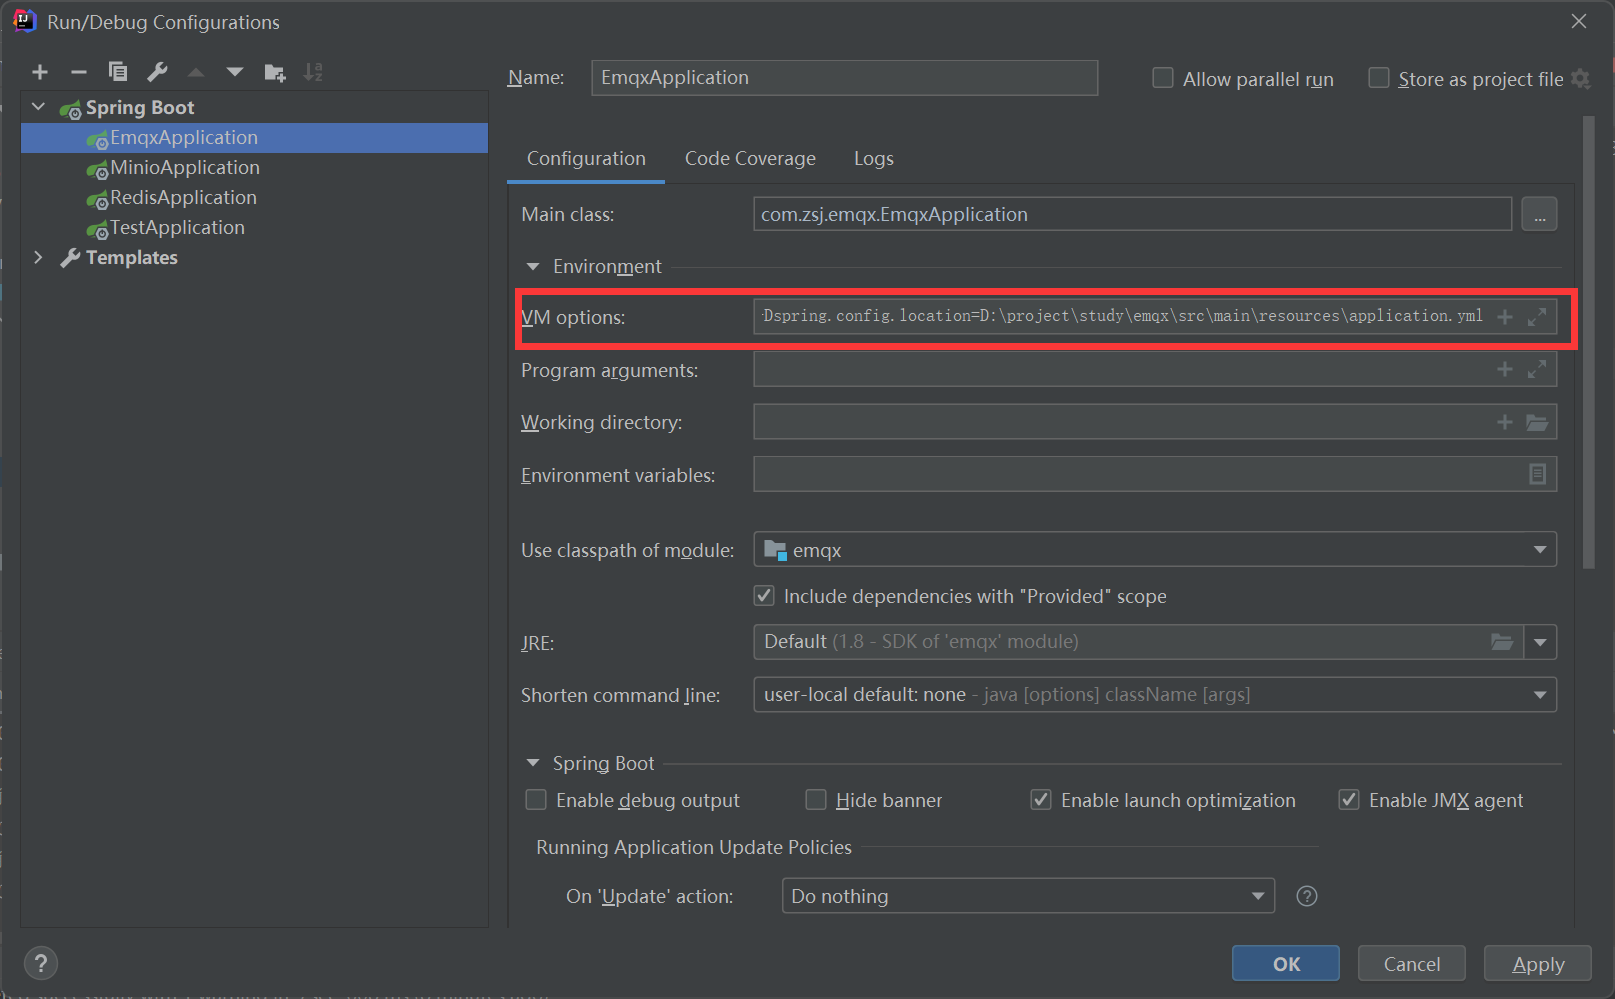 Run/Debug Configurations
Name: EmqxApplication Allow parallel run Store as project file
Spring Boot
EmqxApplication
MinioApplication
RedisApplication
TestApplication
Templates
Configuration Code Coverage Logs
Main class: com.zsj.emqx.EmqxApplication ...
Environment
VM options: Dspring.config.location=D:\project\study\emqx\src\main\resources\application.yml
Program arguments:
Working directory:
Environment variables:
Use classpath of module: emqx
Include dependencies with "Provided" scope
JRE: Default (1.8 - SDK of 'emqx' module)
Shorten command line: user-local default: none - java [options] className [args]
Spring Boot
Enable debug output Hide banner Enable launch optimization Enable JMX agent
Running Application Update Policies
On 'Update' action: Do nothing ?
? OK Cancel Apply